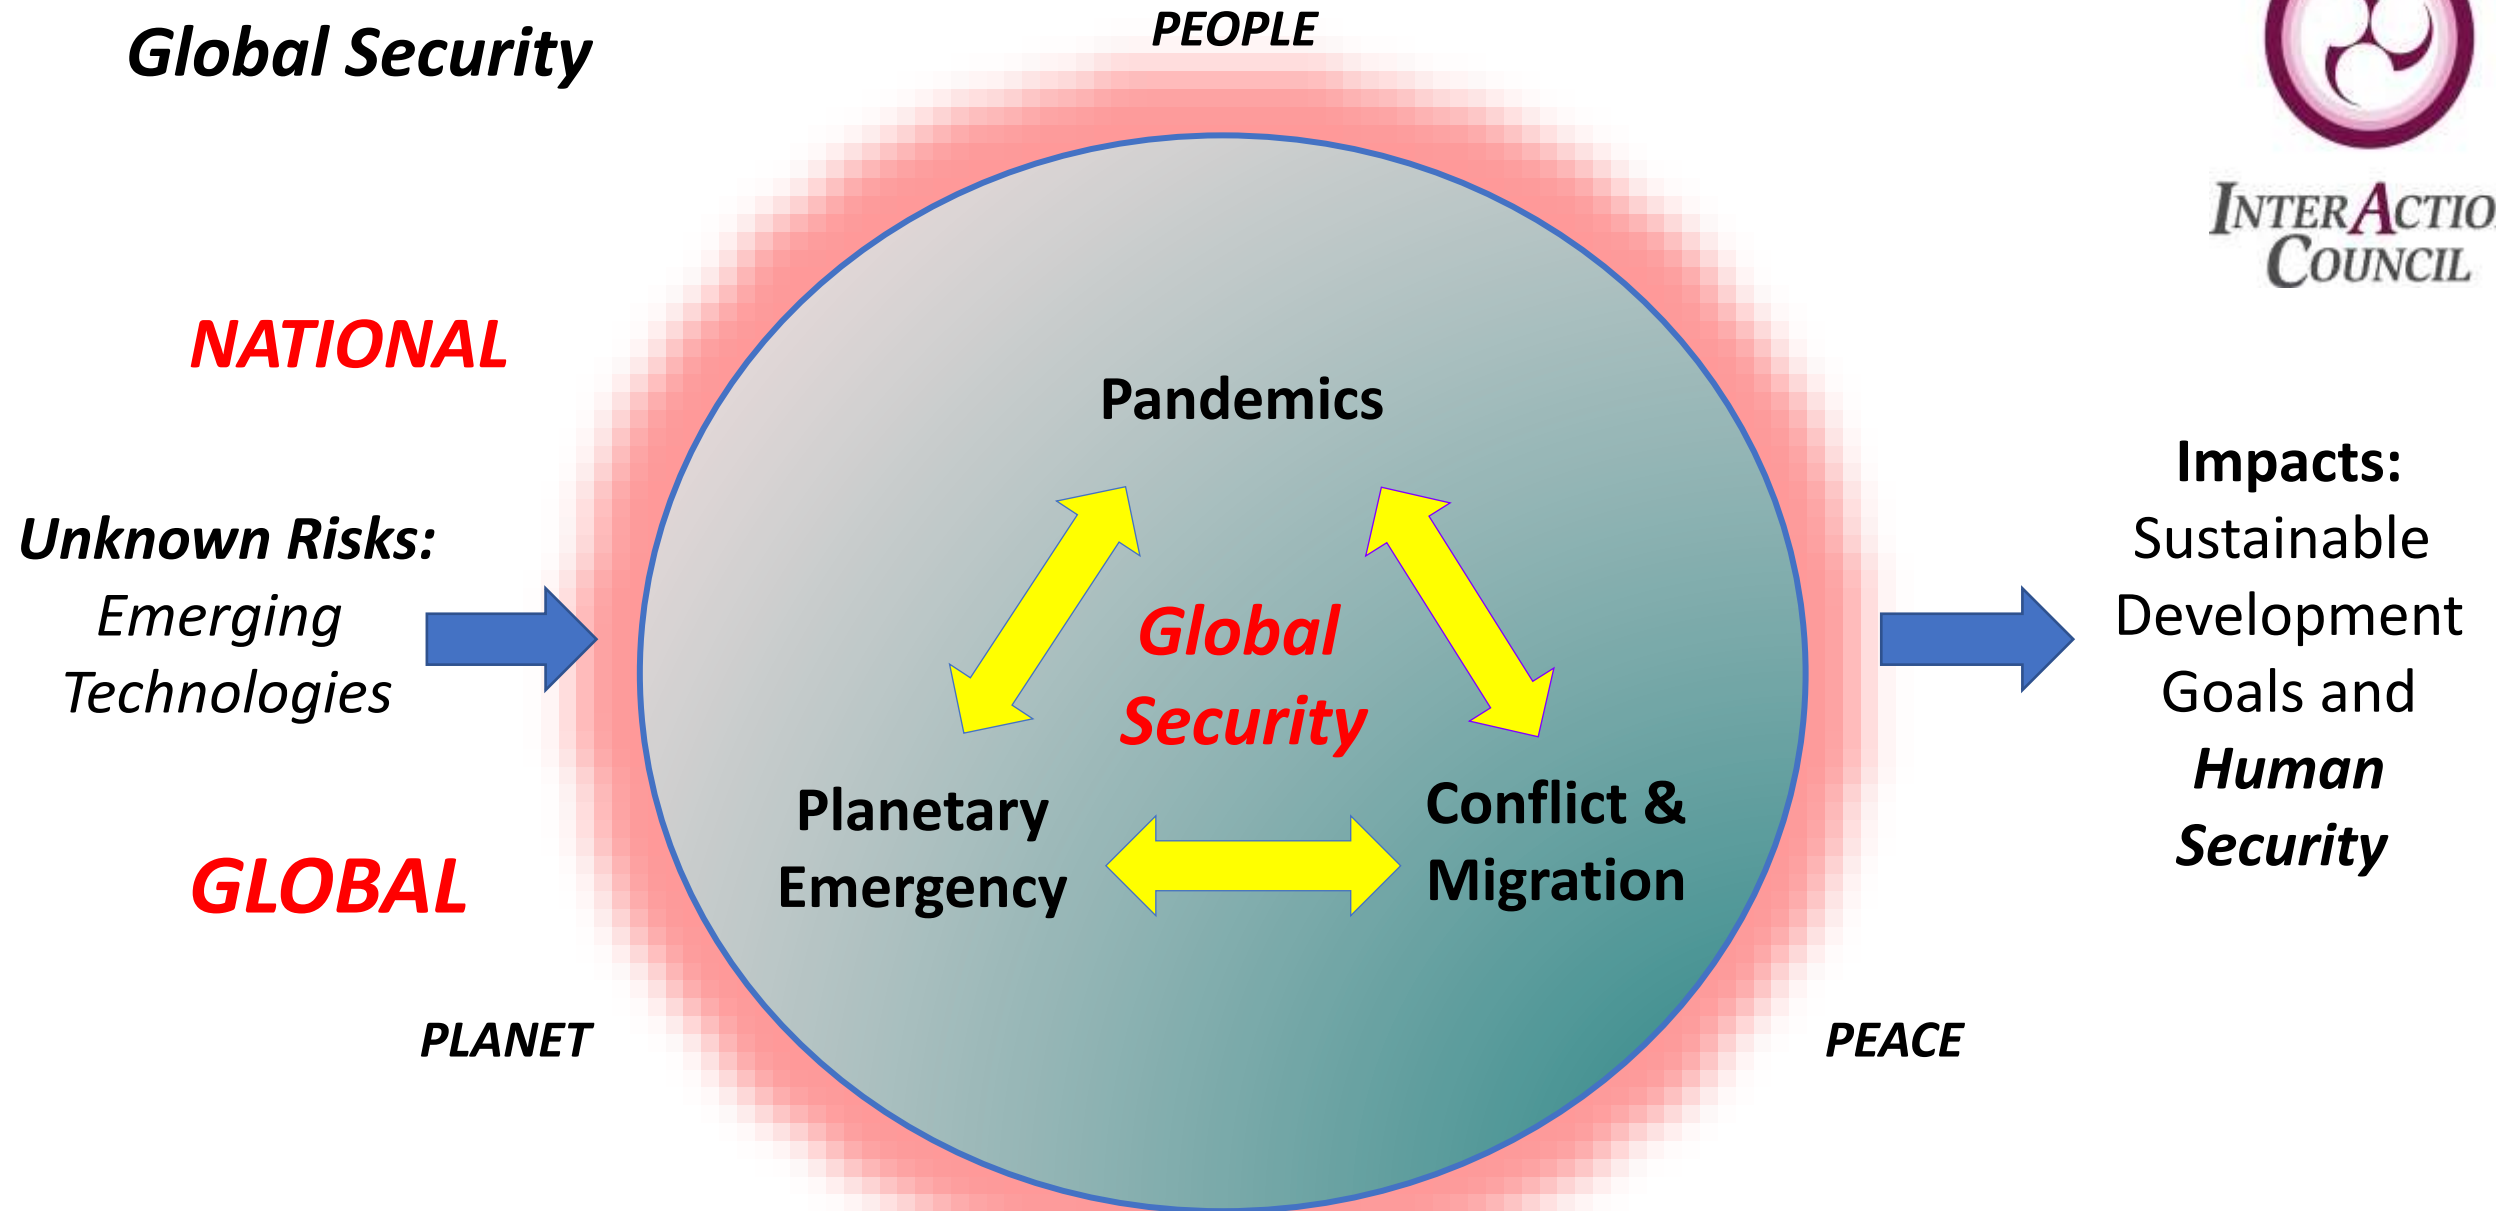 Global Security
PEOPLE
INTERACTIO
COUNCIL
NATIONAL
Pandemics
Unknown Risks:
Emerging
Technologies
Global
Security
Planetary
Emergency
Conflict &
Migration
Impacts:
Sustainable
Development
Goals and
Human
Security
GLOBAL
PLANET
PEACE